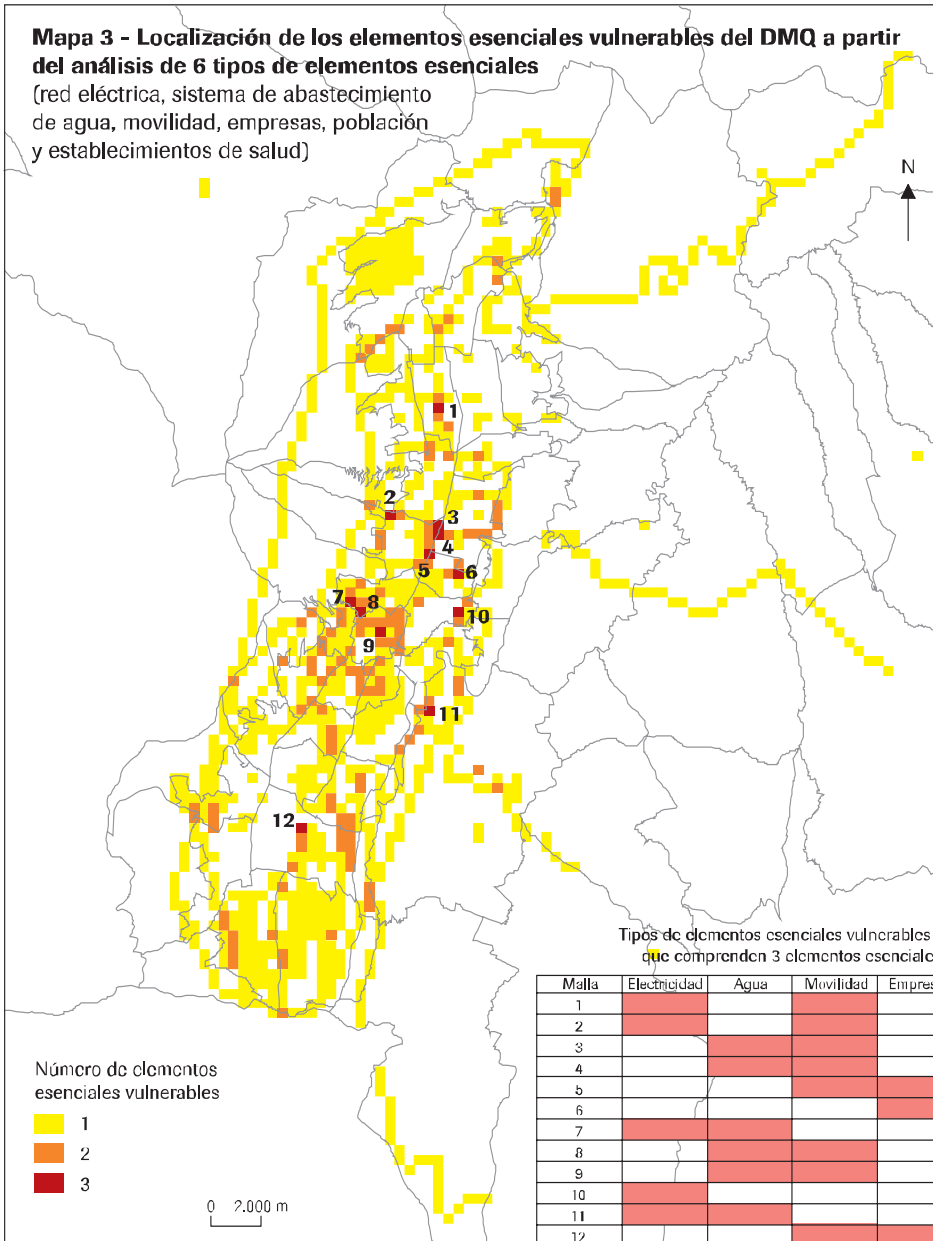 Mapa 3 - Localización de los elementos esenciales vulnerables del DMQ a partir
del análisis de 6 tipos de elementos esenciales
(red eléctrica, sistema de abastecimiento
de agua, movilidad, empresas, población
y establecimientos de salud)
N
1
2
3
4
5
6
7
8
9
10
11
12
Tipos de elementos esenciales vulnerables
que comprenden 3 elementos esenciale
Malla Electricidad Agua Movilidad Empres
1
2
3
4
5
6
7
8
9
10
11
12
Número de elementos
esenciales vulnerables
1
2
3
0 2.000 m